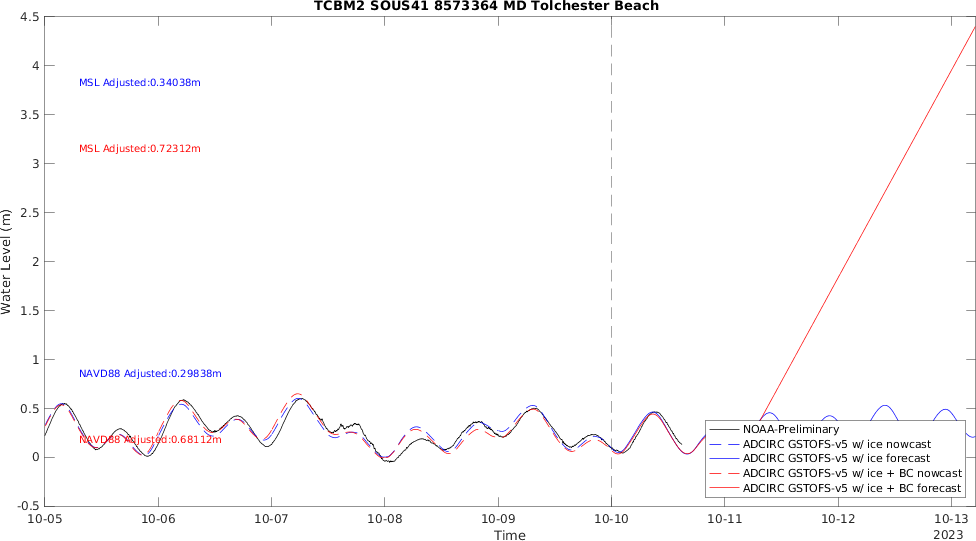 TCBM2 SOUS41 8573364 MD Tolchester Beach
4.5
4
3.5
3
2.5
2
1.5
1
0.5
0
-0.5
Water Level (m)
MSL Adjusted:0.34038m
MSL Adjusted:0.72312m
NAVD88 Adjusted:0.29838m
NAVD88 Adjusted:0.68112m
NOAA-Preliminary
ADCIRC GSTOFS-v5 w/ ice nowcast
ADCIRC GSTOFS-v5 w/ ice forecast
ADCIRC GSTOFS-v5 w/ ice + BC nowcast
ADCIRC GSTOFS-v5 w/ ice + BC forecast
10-05 10-06 10-07 10-08 10-09 10-10 10-11 10-12 10-13
Time
2023